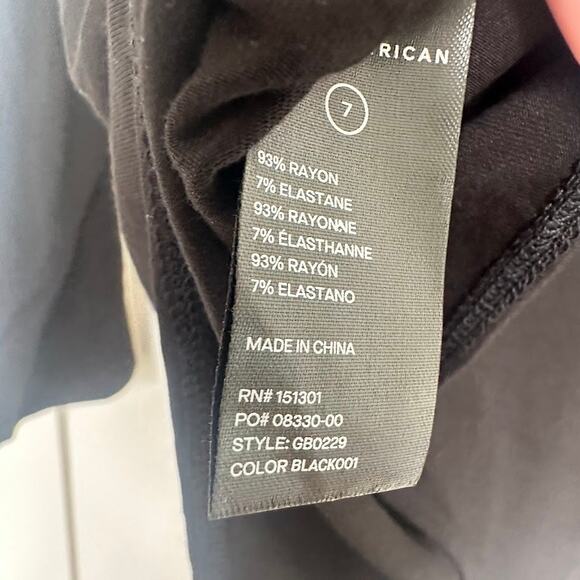 RICAN
7
93% RAYON
7% ELASTANE
93% RAYONNE
7% ÉLASTHANNE
93% RAYÓN
7% ELASTANO
MADE IN CHINA
RN# 151301
PO# 08330-00
STYLE: GB0229
COLOR BLACK001